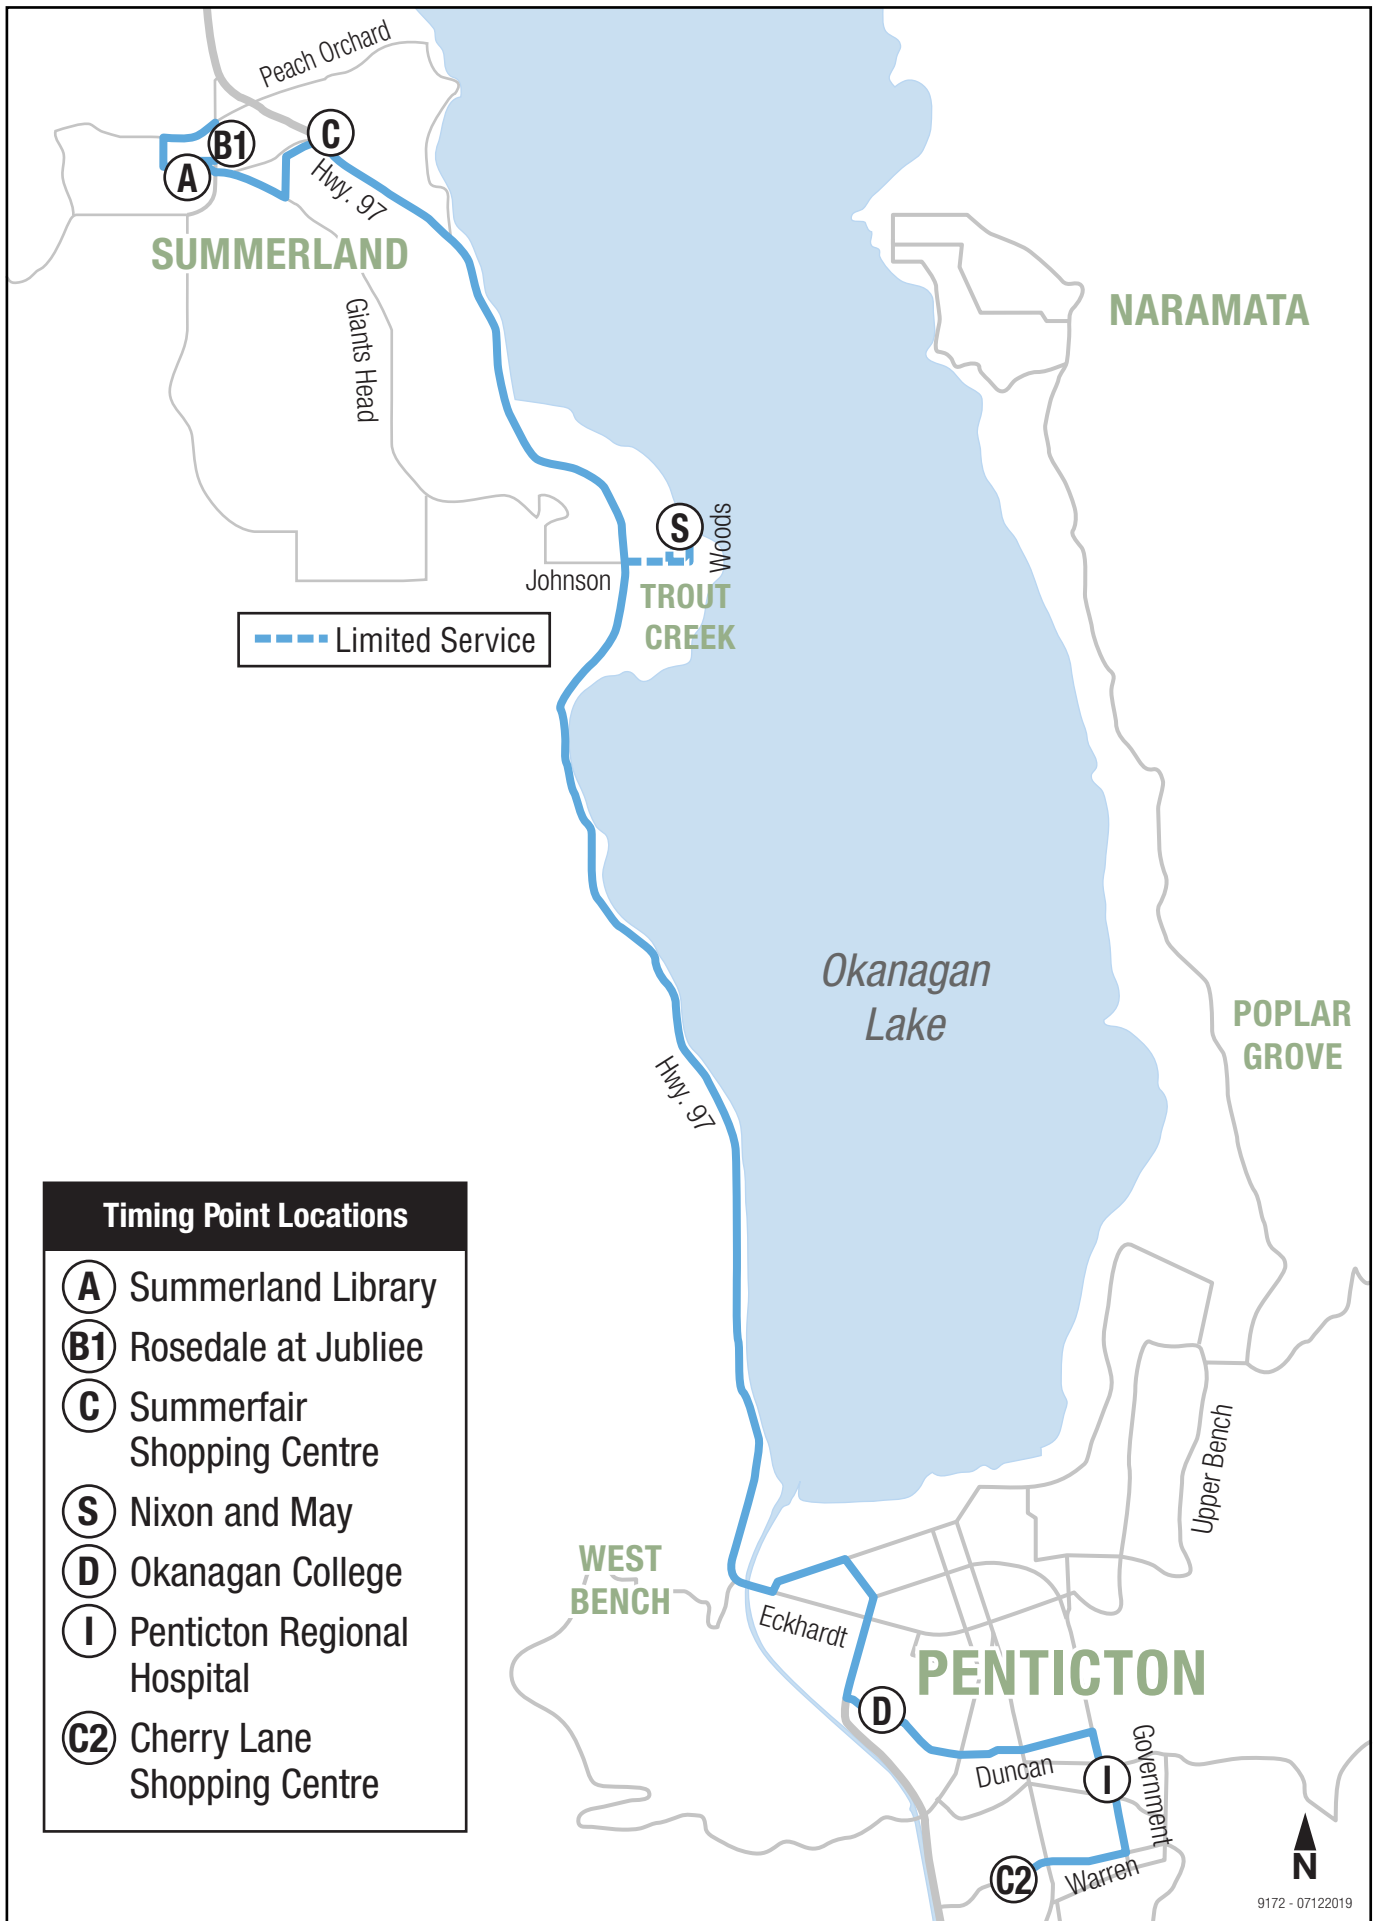 Peach Orchard
B1
C
A
Hwy. 97
SUMMERLAND
NARAMATA
Giants Head
S
Woods
Johnson
TROUT
CREEK
Limited Service
Okanagan
Lake
POPLAR
GROVE
Hwy. 97
Timing Point Locations
A Summerland Library
B1 Rosedale at Jubliee
C Summerfair
Shopping Centre
S Nixon and May
D Okanagan College
I Penticton Regional
Hospital
C2 Cherry Lane
Shopping Centre
Upper Bench
WEST
BENCH
Eckhardt
PENTICTON
D
Duncan
Government
I
C2
Warren
N
9172 - 07122019